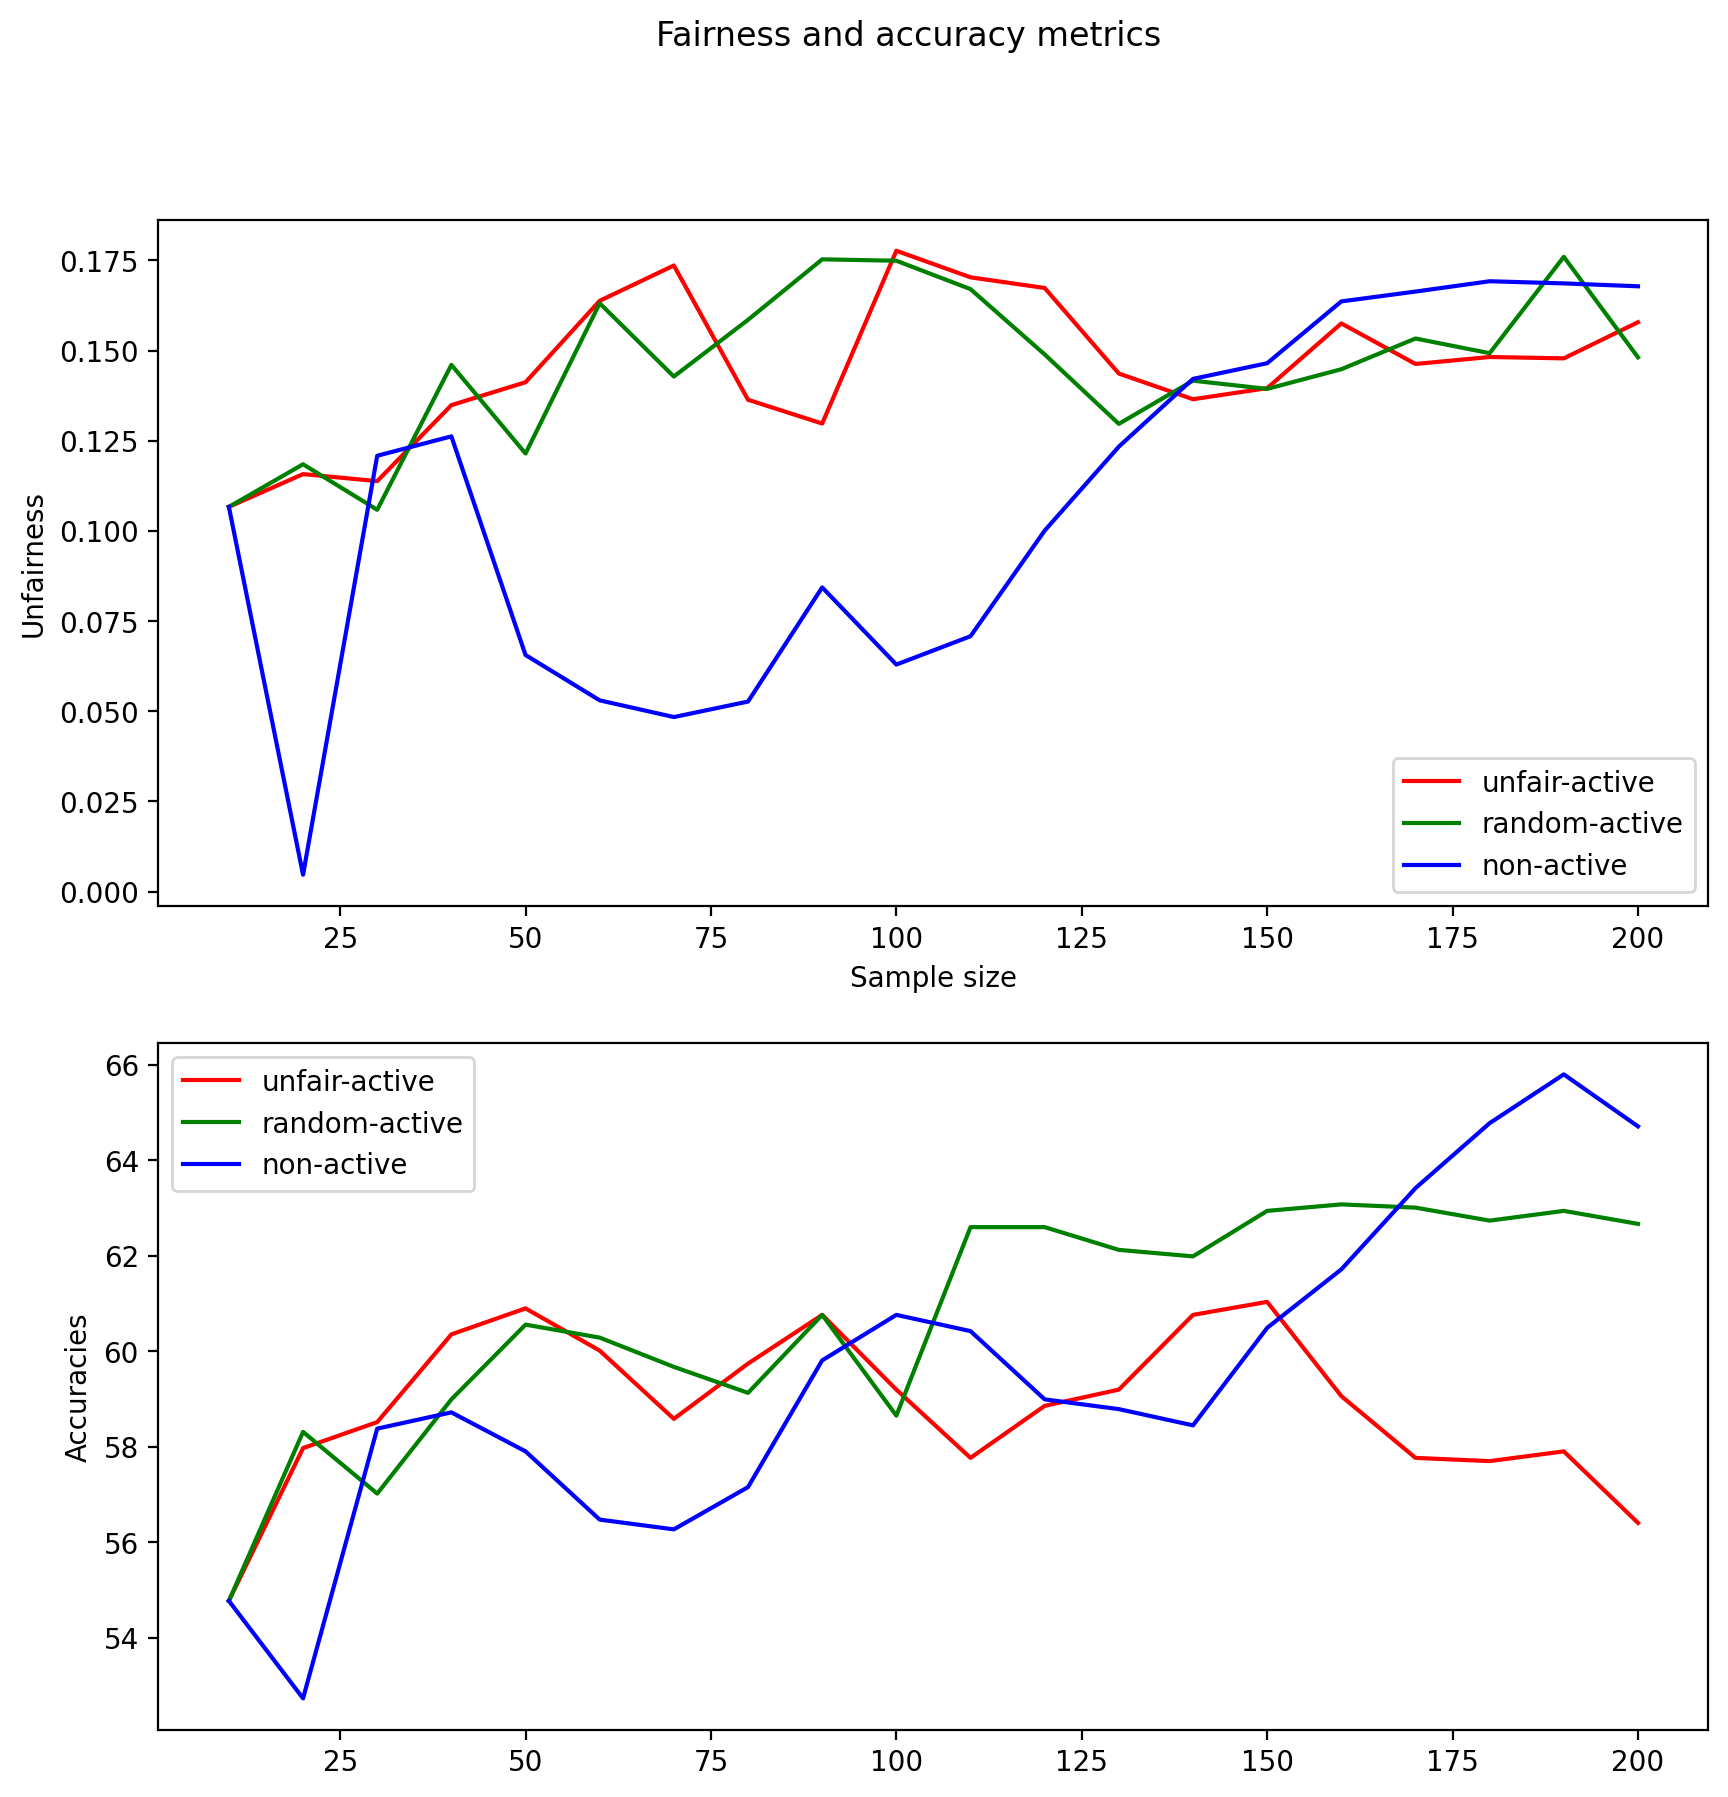 Fairness and accuracy metrics
Unfairness
0.175
0.150
0.125
0.100
0.075
0.050
0.025
0.000
unfair-active
random-active
non-active
25 50 75 100 125 150 175 200
Sample size
Accuracies
66
64
62
60
58
56
54
unfair-active
random-active
non-active
25 50 75 100 125 150 175 200